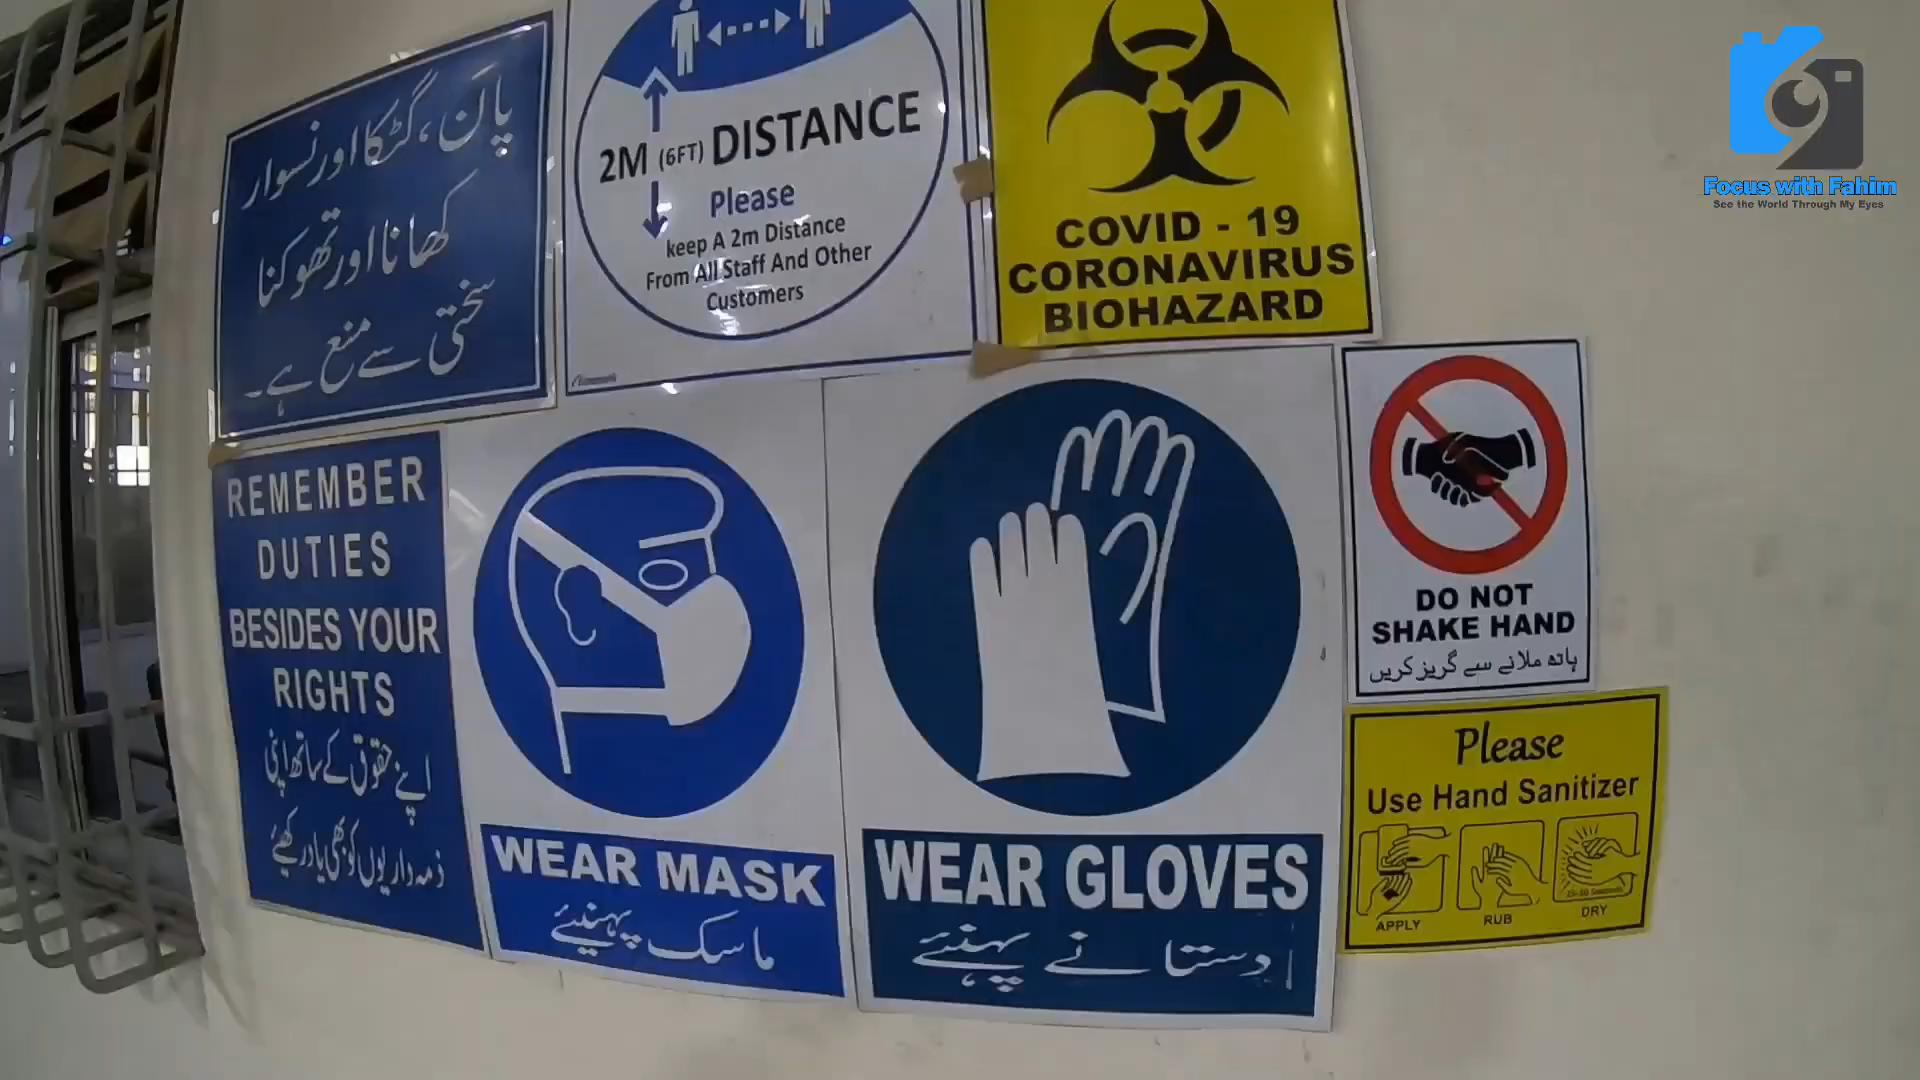 پان، گٹکا اور نسوار
کھانا اور تھوکنا
سختی سے منع ہے۔
2M (6FT) DISTANCE
Please
keep A 2m Distance
From All Staff And Other
Customers
COVID - 19
CORONAVIRUS
BIOHAZARD
Focus with Fahim
See the World Through My Eyes
REMEMBER
DUTIES
BESIDES YOUR
RIGHTS
اپنے حقوق کے ساتھ اپنی
ذمہ داریوں کو بھی یاد رکھیئے
WEAR MASK
ماسک پہنیئے
WEAR GLOVES
دستانے پہنئے
DO NOT
SHAKE HAND
ہاتھ ملانے سے گریز کریں
Please
Use Hand Sanitizer
APPLY
RUB
DRY